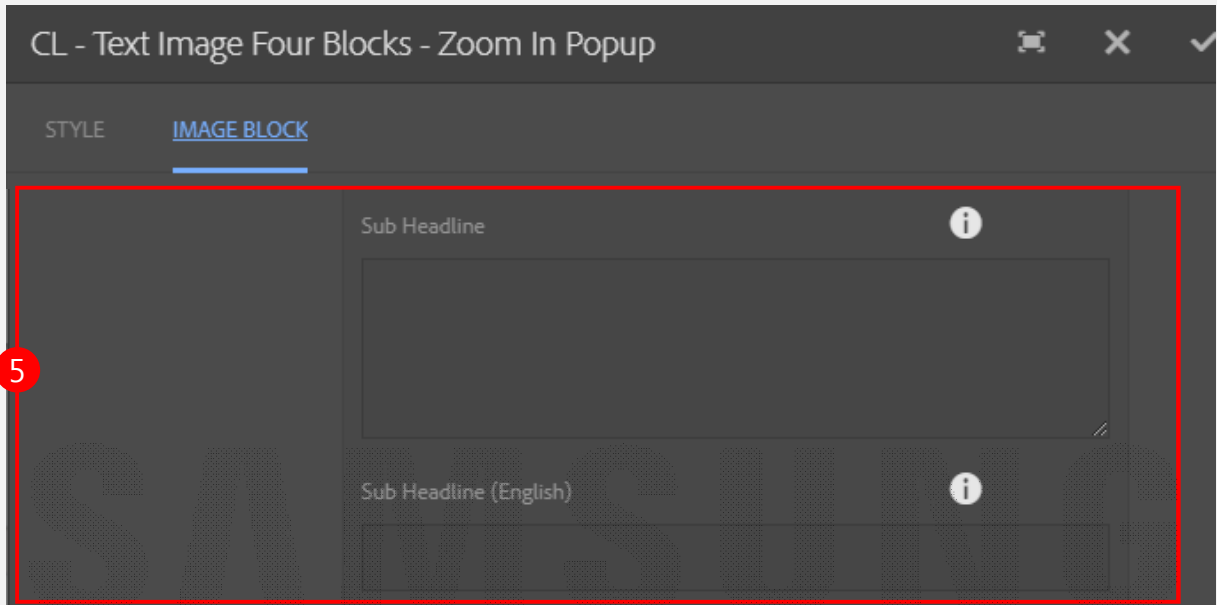 CL - Text Image Four Blocks - Zoom In Popup
STYLE IMAGE BLOCK
Sub Headline
5
Sub Headline (English)
SAMSUNG